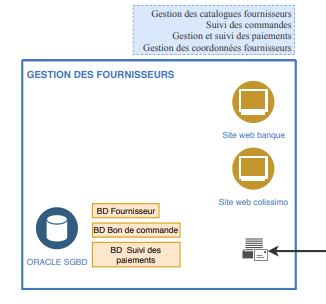 Gestion des catalogues fournisseurs
Suivi des commandes
Gestion et suivi des paiements
Gestion des coordonnées fournisseurs
GESTION DES FOURNISSEURS
Site web banque
Site web colissimo
BD Fournisseur
BD Bon de commande
BD Suivi des
paiements
ORACLE SGBD